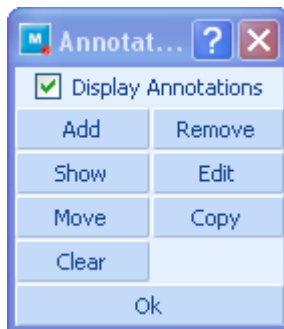 M Annotat... ?
Display Annotations
Add Remove
Show Edit
Move Copy
Clear
Ok